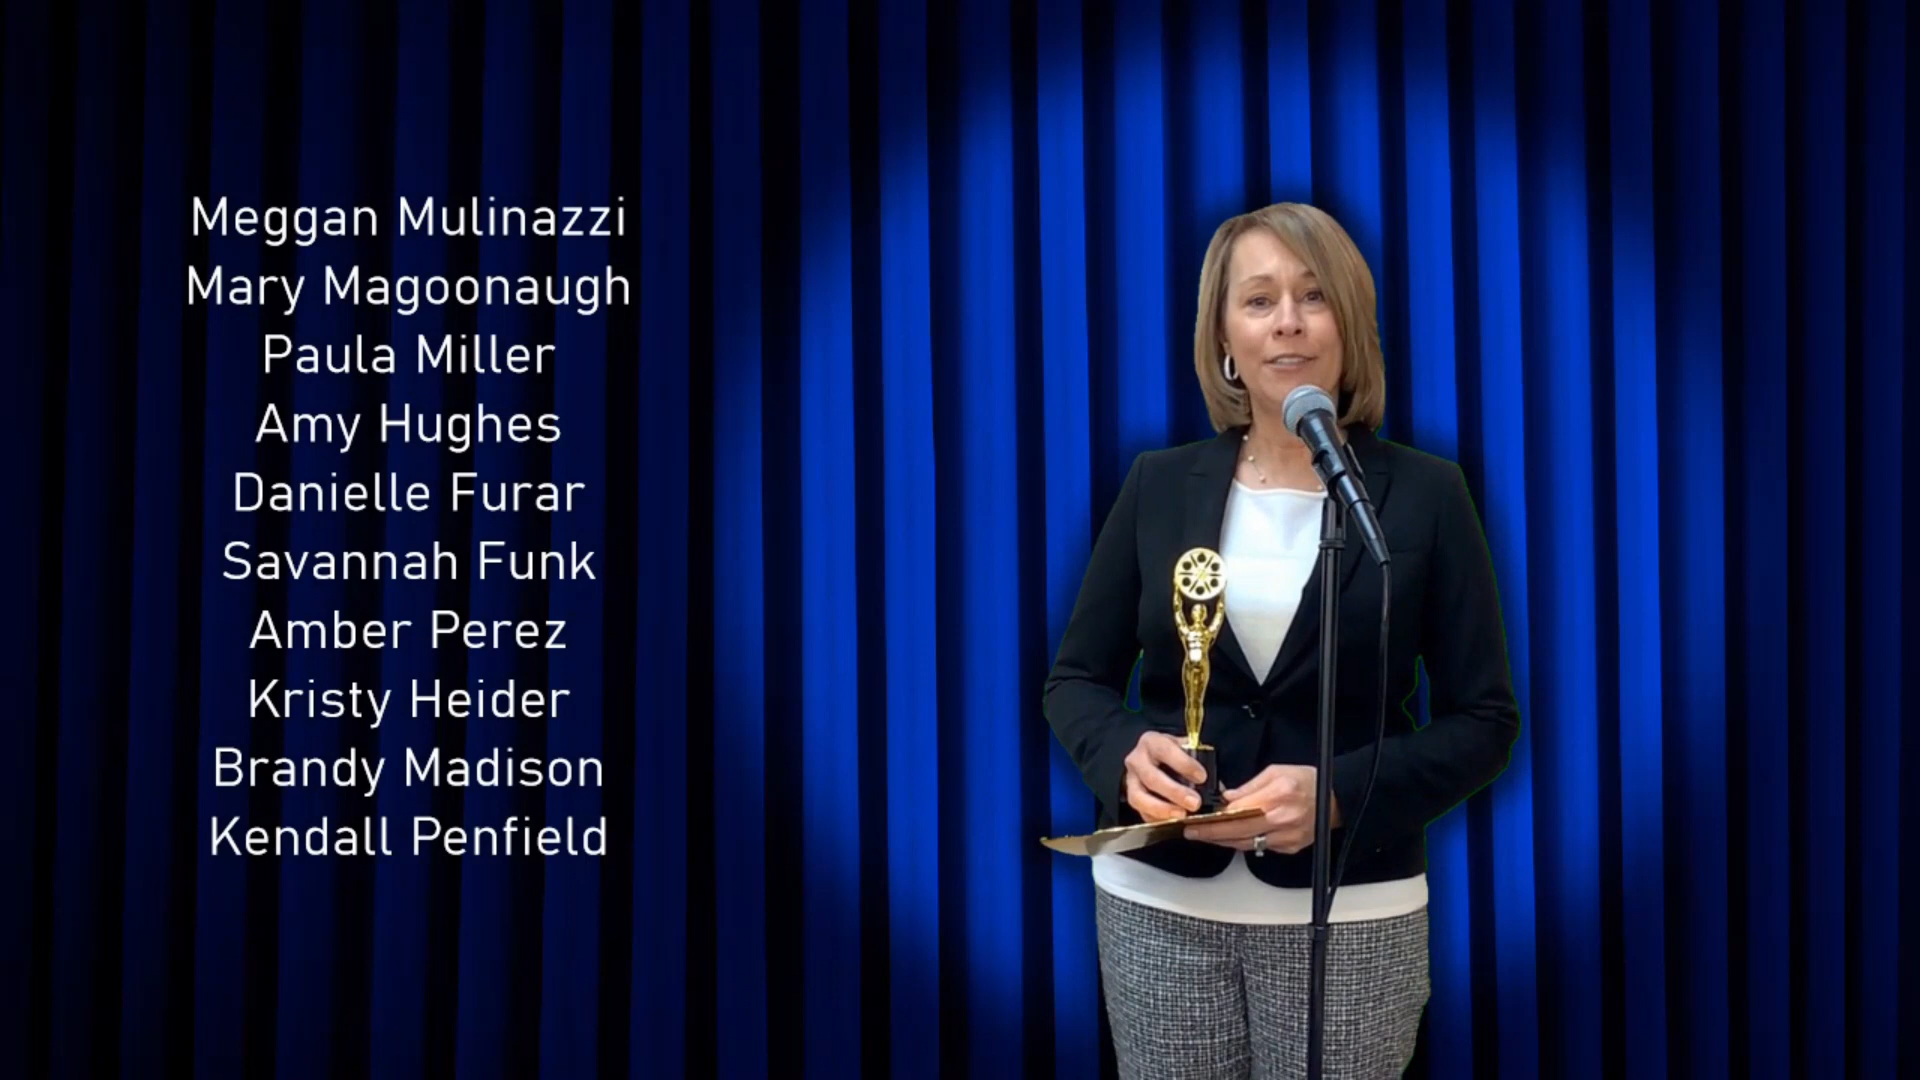 Meggan Mulinazzi
Mary Magoonaugh
Paula Miller
Amy Hughes
Danielle Furar
Savannah Funk
Amber Perez
Kristy Heider
Brandy Madison
Kendall Penfield